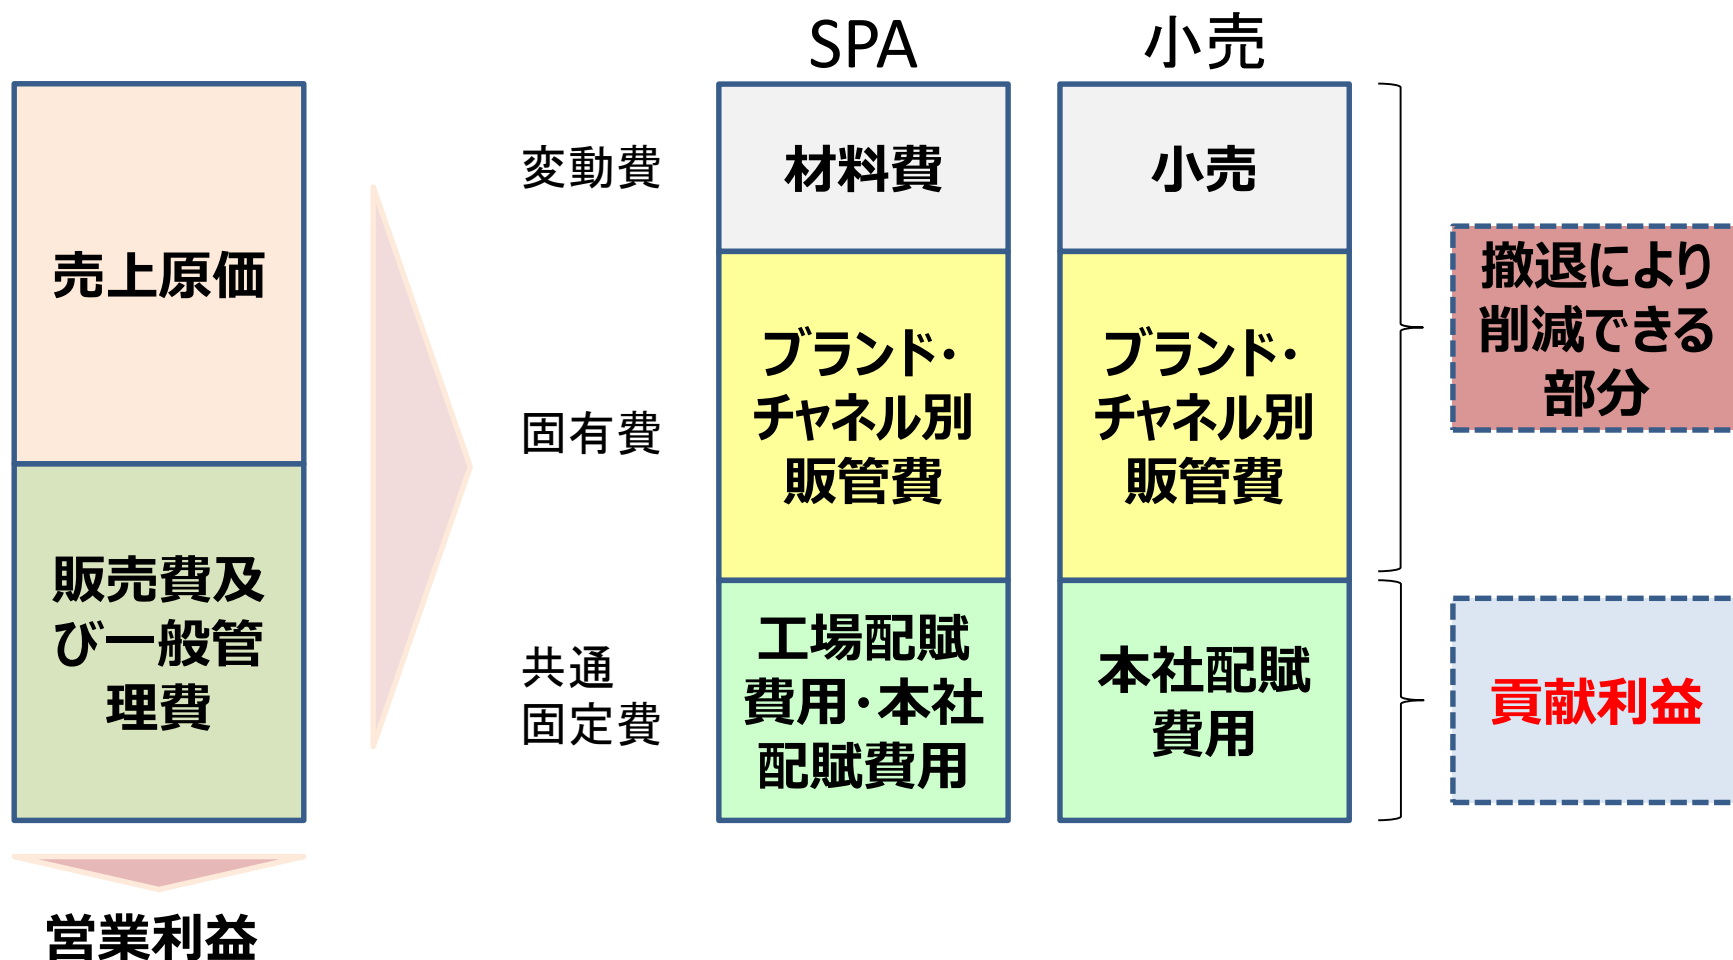 SPA
小売
売上原価
販売費及
び一般管
理費
営業利益
変動費
固有費
共通
固定費
材料費
ブランド・
チャネル別
販管費
工場配賦
費用・本社
配賦費用
小売
ブランド・
チャネル別
販管費
本社配賦
費用
撤退により
削減できる
部分
貢献利益